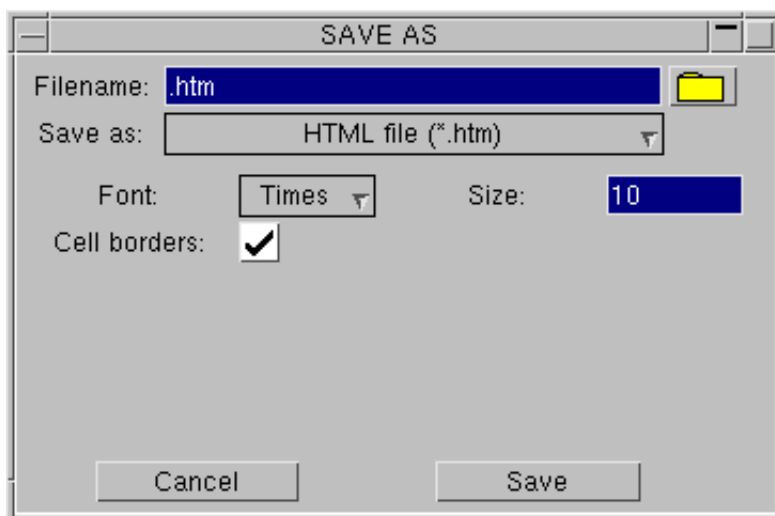 SAVE AS
Filename: .htm
Save as: HTML file (*.htm)
Font: Times Size: 10
Cell borders:
Cancel Save